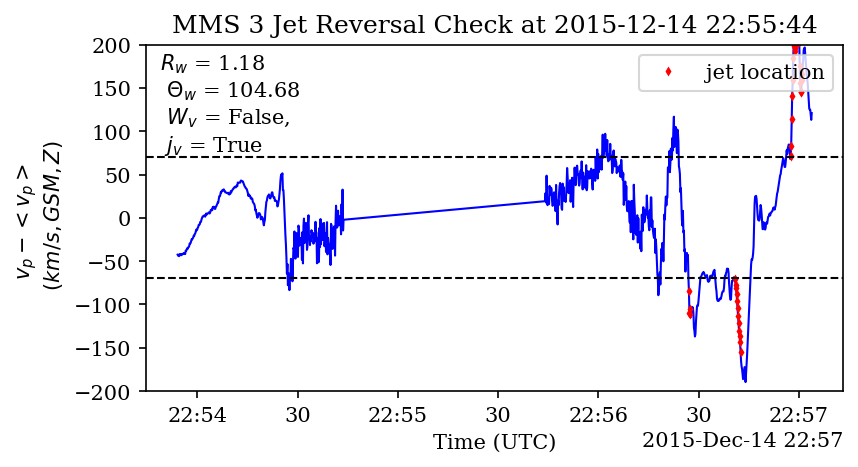 MMS 3 Jet Reversal Check at 2015-12-14 22:55:44
R_w = 1.18
Θ_w = 104.68
W_v = False,
j_v = True
jet location
200
150
100
50
0
−50
−100
−150
−200
v_p − < v_p >
(km/s, GSM, Z)
22:54
30
22:55
30
22:56
30
22:57
Time (UTC)
2015-Dec-14 22:57